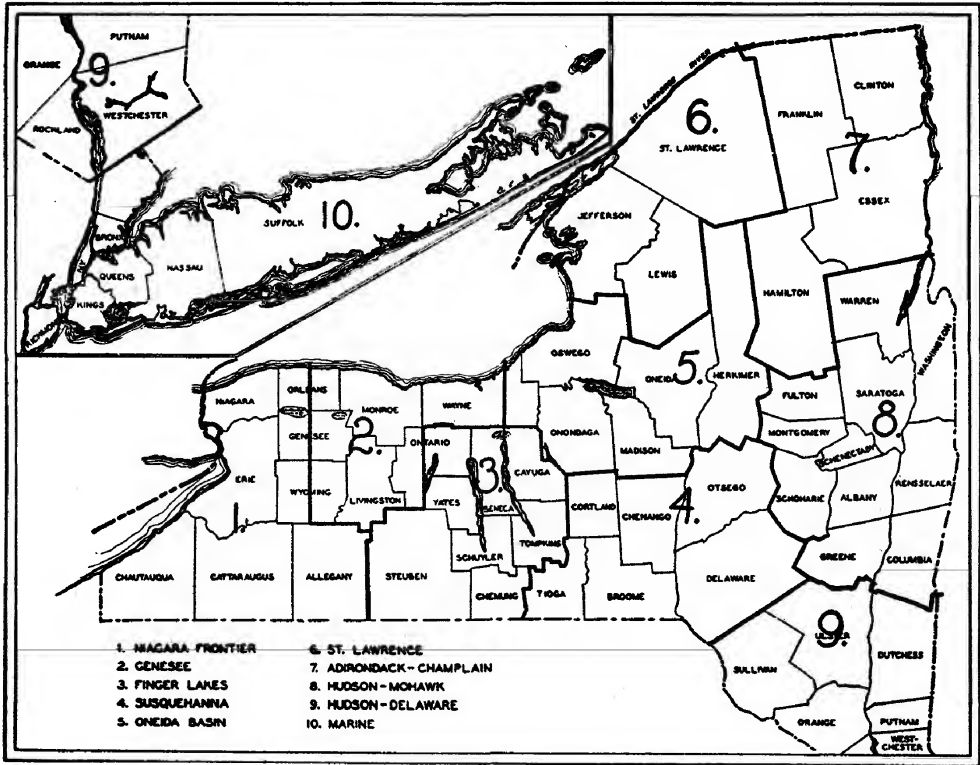 PUTNAM
ORANGE
9.
WESTCHESTER
ROCKLAND
BRONX
N.Y.
QUEENS
NASSAU
KINGS
RICHMOND
SUFFOLK
10.
ST. LAWRENCE RIVER
6.
ST. LAWRENCE
FRANKLIN
CLINTON
7.
ESSEX
JEFFERSON
LEWIS
HAMILTON
WARREN
WASHINGTON
OSWEGO
ONEIDA
5.
HERKIMER
FULTON
SARATOGA
8.
MONTGOMERY
SCHENECTADY
NIAGARA
ORLEANS
MONROE
WAYNE
GENESEE
2.
ONTARIO
ONONDAGA
MADISON
ERIE
1.
WYOMING
LIVINGSTON
YATES
3.
SENECA
CAYUGA
CORTLAND
CHENANGO
4.
OTSEGO
SCHOHARIE
ALBANY
RENSSELAER
SCHUYLER
TOMPKINS
CHAUTAUQUA
CATTARAUGUS
ALLEGANY
STEUBEN
CHEMUNG
TIOGA
BROOME
DELAWARE
GREENE
COLUMBIA
9.
ULSTER
SULLIVAN
DUTCHESS
ORANGE
PUTNAM
WEST-
CHESTER
1. NIAGARA FRONTIER
2. GENESEE
3. FINGER LAKES
4. SUSQUEHANNA
5. ONEIDA BASIN
6. ST. LAWRENCE
7. ADIRONDACK-CHAMPLAIN
8. HUDSON-MOHAWK
9. HUDSON-DELAWARE
10. MARINE